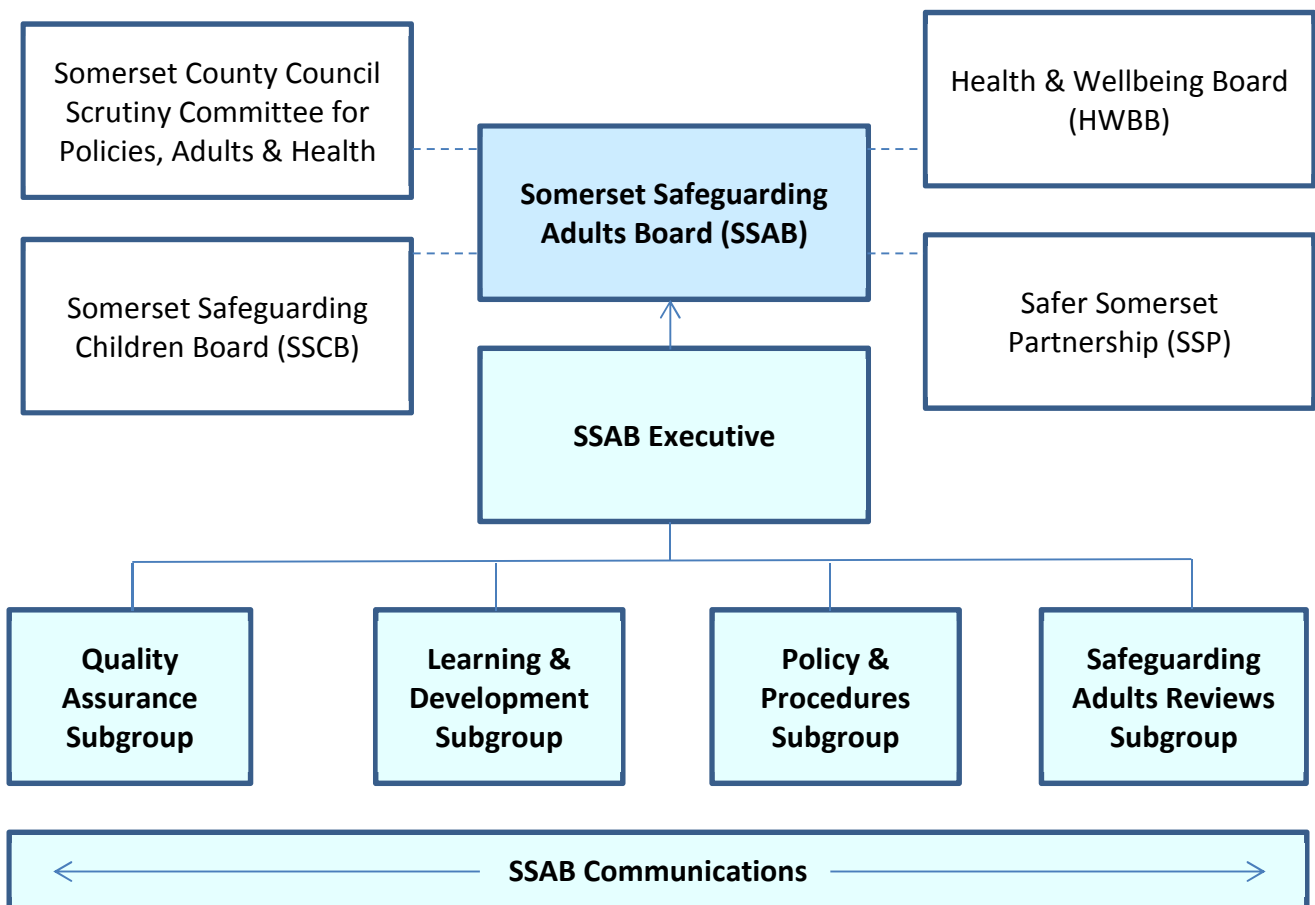 Somerset County Council
Scrutiny Committee for
Policies, Adults & Health
Health & Wellbeing Board
(HWBB)
Somerset Safeguarding
Adults Board (SSAB)
Somerset Safeguarding
Children Board (SSCB)
Safer Somerset
Partnership (SSP)
SSAB Executive
Quality
Assurance
Subgroup
Learning &
Development
Subgroup
Policy &
Procedures
Subgroup
Safeguarding
Adults Reviews
Subgroup
SSAB Communications